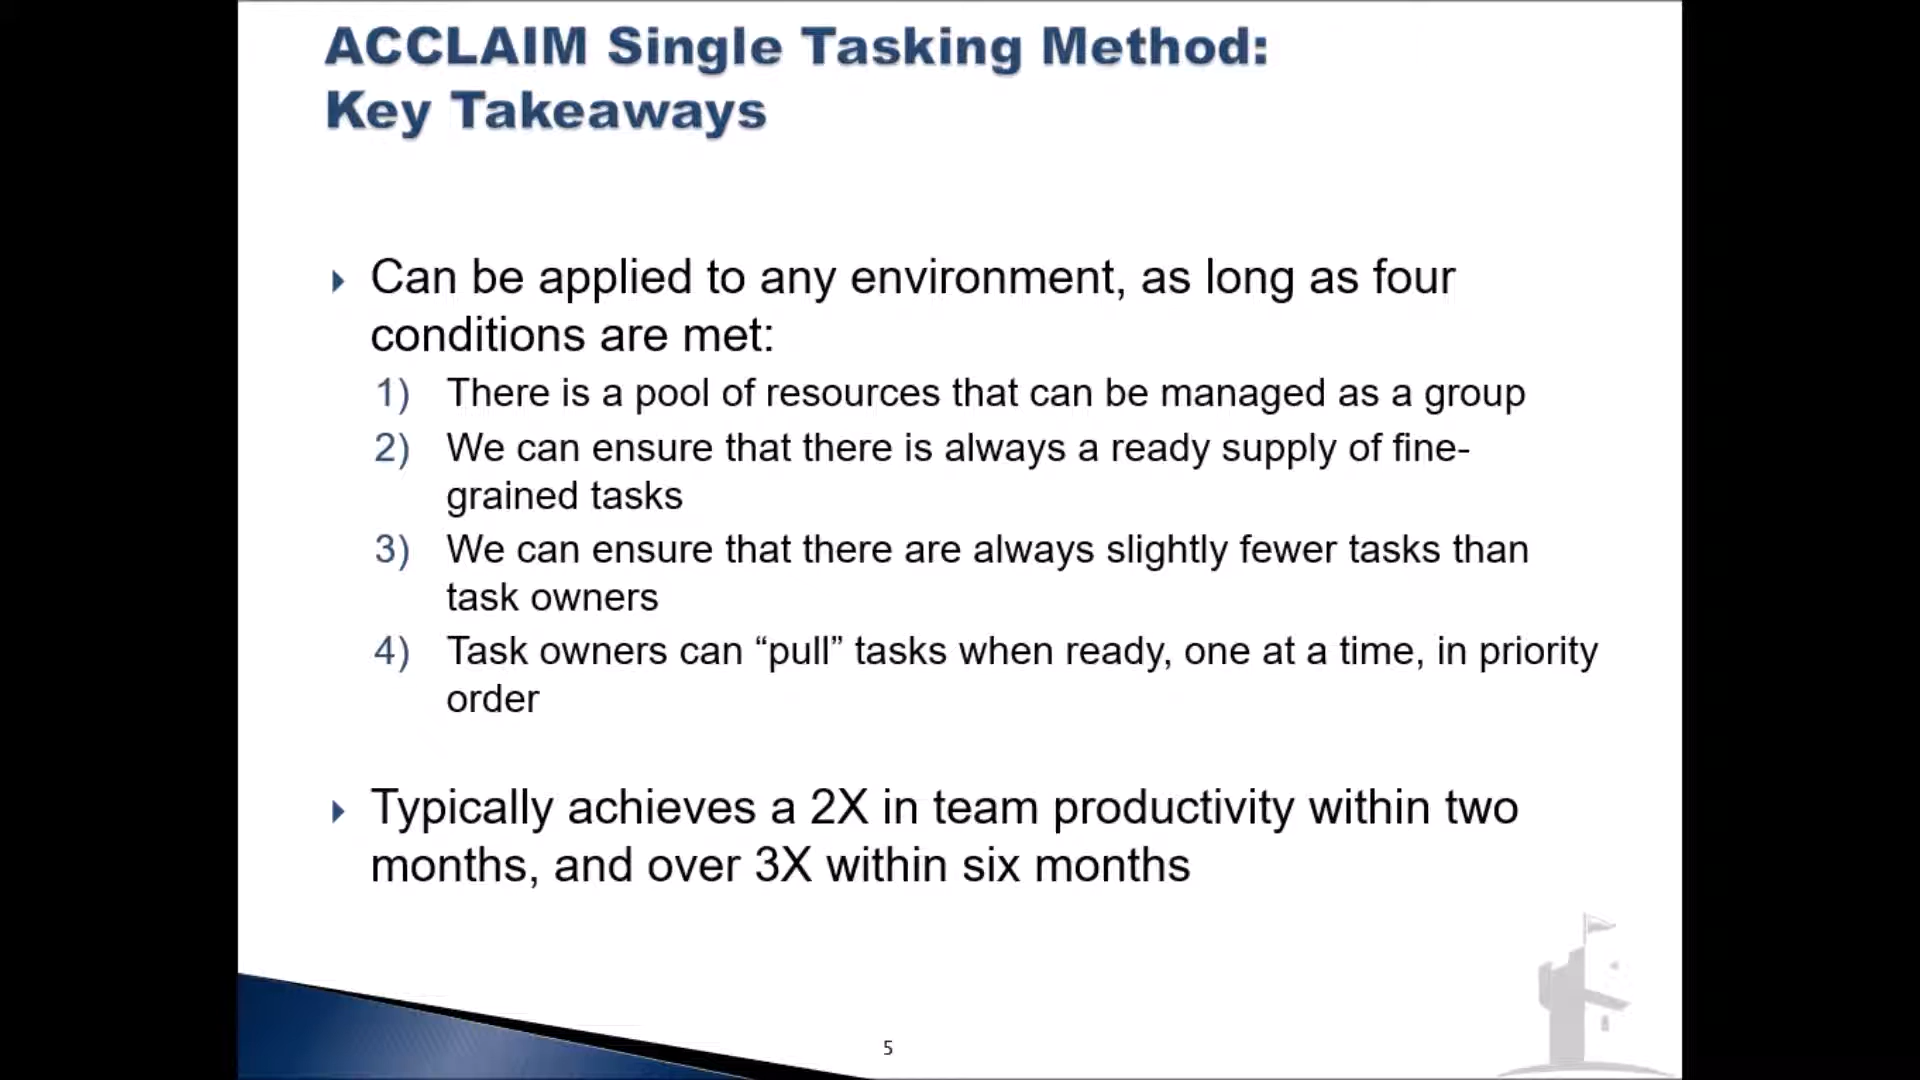 ACCLAIM Single Tasking Method:
Key Takeaways
Can be applied to any environment, as long as four
conditions are met:
1) There is a pool of resources that can be managed as a group
2) We can ensure that there is always a ready supply of fine-
grained tasks
3) We can ensure that there are always slightly fewer tasks than
task owners
4) Task owners can “pull” tasks when ready, one at a time, in priority
order
Typically achieves a 2X in team productivity within two
months, and over 3X within six months
5